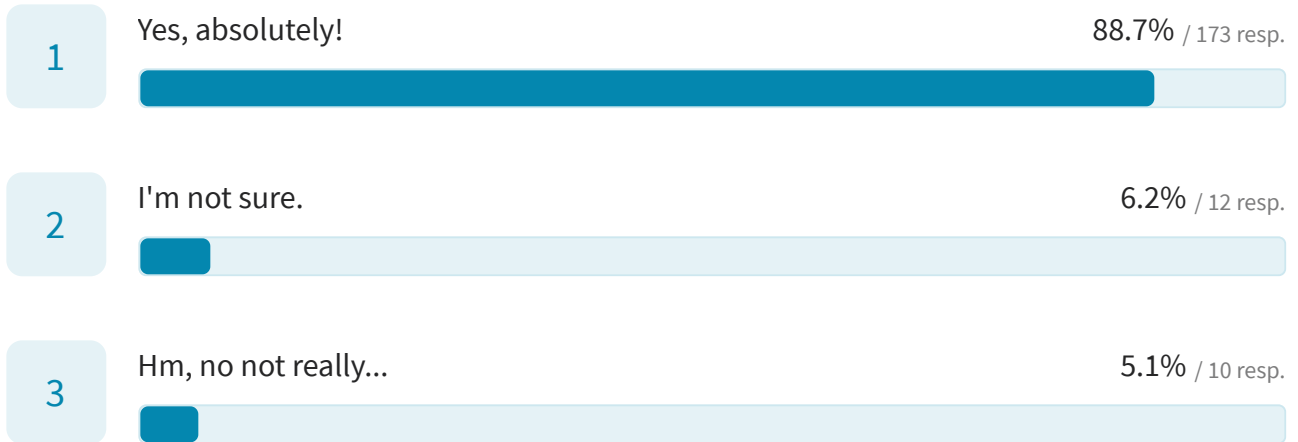 1
Yes, absolutely!
88.7% / 173 resp.
2
I'm not sure.
6.2% / 12 resp.
3
Hm, no not really...
5.1% / 10 resp.